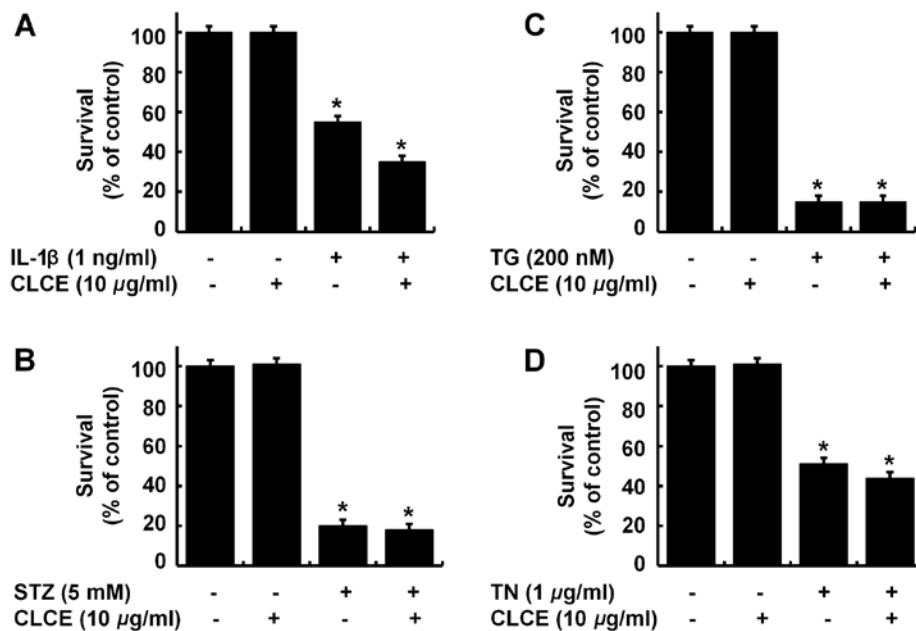 A
Survival
(% of control)
100
80
60
40
20
0
*
*
IL-1β (1 ng/ml) - - + +
CLCE (10 µg/ml) - + - +
B
Survival
(% of control)
100
80
60
40
20
0
*
*
STZ (5 mM) - - + +
CLCE (10 µg/ml) - + - +
C
Survival
(% of control)
100
80
60
40
20
0
*
*
TG (200 nM) - - + +
CLCE (10 µg/ml) - + - +
D
Survival
(% of control)
100
80
60
40
20
0
*
*
TN (1 µg/ml) - - + +
CLCE (10 µg/ml) - + - +